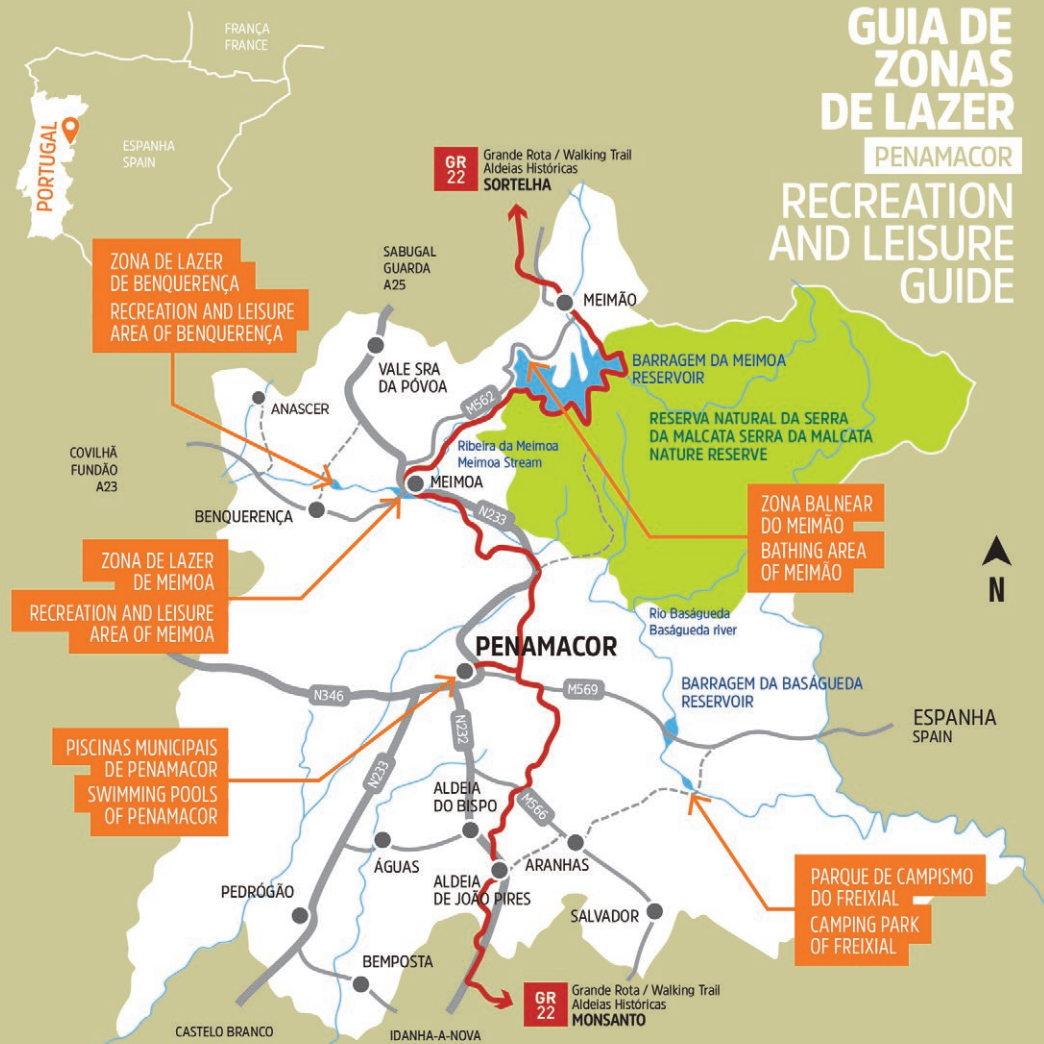 GUIA DE
ZONAS
DE LAZER
PENAMACOR
RECREATION
AND LEISURE
GUIDE
FRANÇA
FRANCE
ESPANHA
SPAIN
PORTUGAL
GR
22
Grande Rota / Walking Trail
Aldeias Históricas
SORTELHA
ZONA DE LAZER
DE BENQUERENÇA
RECREATION AND LEISURE
AREA OF BENQUERENÇA
SABUGAL
GUARDA
A25
MEIMÃO
VALE SRA
DA PÓVOA
BARRAGEM DA MEIMOA
RESERVOIR
ANASCER
M562
RESERVA NATURAL DA SERRA
DA MALCATA SERRA DA MALCATA
NATURE RESERVE
COVILHÃ
FUNDÃO
A23
Ribeira da Meimoa
Meimoa Stream
MEIMOA
BENQUERENÇA
N233
ZONA BALNEAR
DO MEIMÃO
BATHING AREA
OF MEIMÃO
N
ZONA DE LAZER
DE MEIMOA
RECREATION AND LEISURE
AREA OF MEIMOA
Rio Baságueda
Baságueda river
PENAMACOR
N346
M569
BARRAGEM DA BASÁGUEDA
RESERVOIR
ESPANHA
SPAIN
N232
PISCINAS MUNICIPAIS
DE PENAMACOR
SWIMMING POOLS
OF PENAMACOR
N233
ALDEIA
DO BISPO
M566
ÁGUAS
ARANHAS
ALDEIA
DE JOÃO PIRES
PEDRÓGÃO
SALVADOR
PARQUE DE CAMPISMO
DO FREIXIAL
CAMPING PARK
OF FREIXIAL
BEMPOSTA
GR
22
Grande Rota / Walking Trail
Aldeias Históricas
MONSANTO
CASTELO BRANCO
IDANHA-A-NOVA